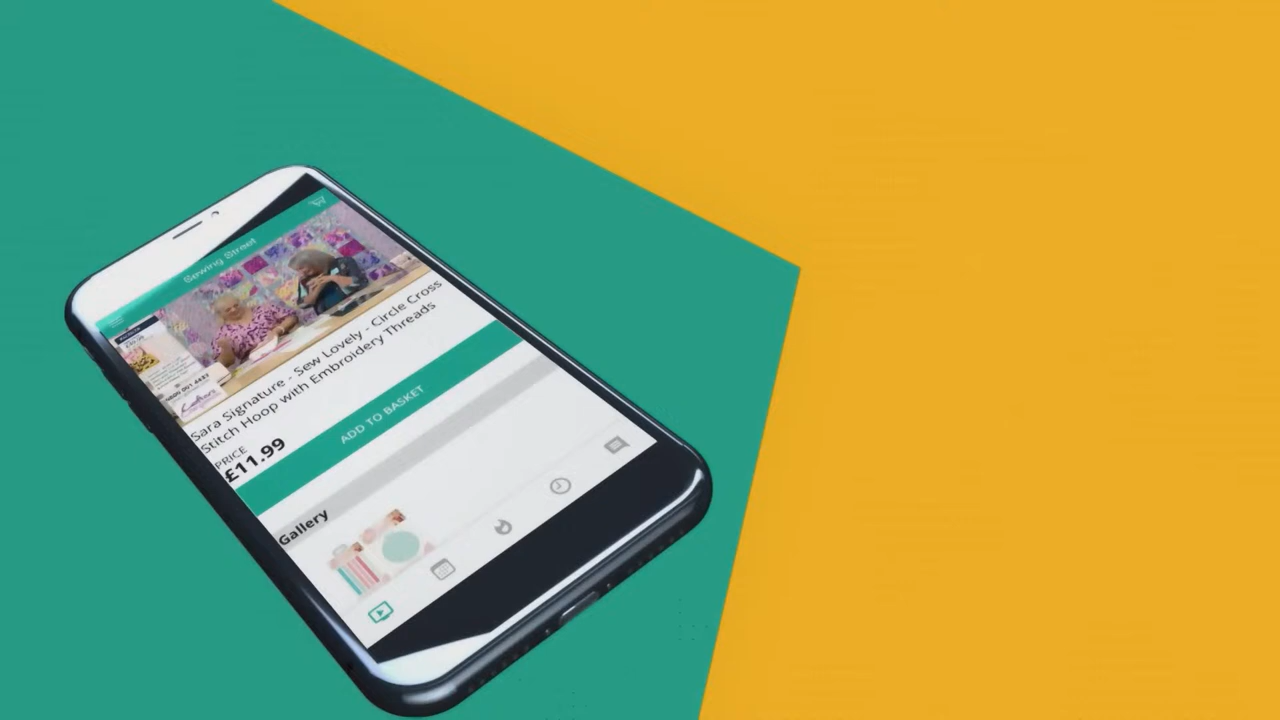 Sewing Street
Sara Signature - Sew Lovely - Circle Cross
Stitch Hoop with Embroidery Threads
PRICE
£11.99
ADD TO BASKET
Gallery